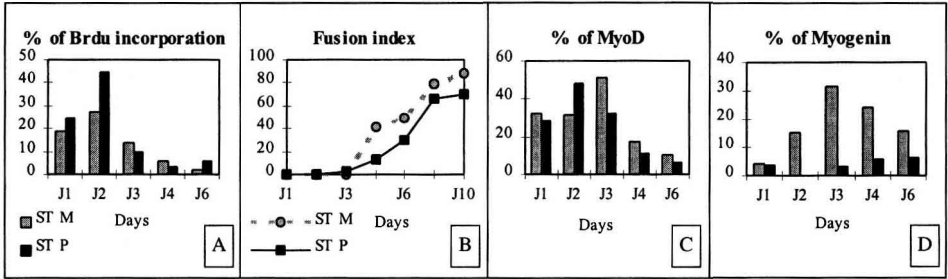 % of Brdu incorporation
50
40
30
20
10
0
J1 J2 J3 J4 J6
ST M
Days
ST P
A
Fusion index
100
80
60
40
20
0
J1 J3 J6 J10
ST M
Days
ST P
B
% of MyoD
60
40
20
0
J1 J2 J3 J4 J6
Days
C
% of Myogenin
40
30
20
10
0
J1 J2 J3 J4 J6
Days
D